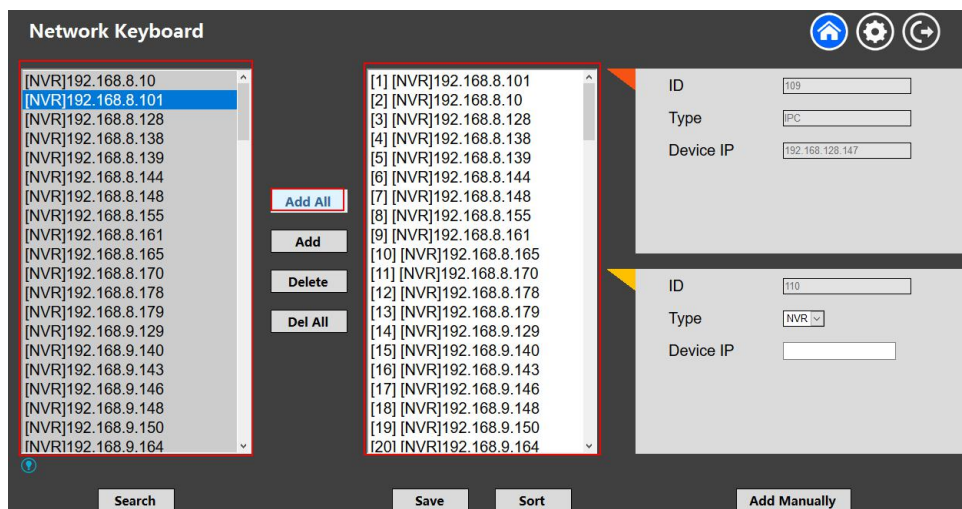 Network Keyboard
[NVR]192.168.8.10
[NVR]192.168.8.101
[NVR]192.168.8.128
[NVR]192.168.8.138
[NVR]192.168.8.139
[NVR]192.168.8.144
[NVR]192.168.8.148
[NVR]192.168.8.155
[NVR]192.168.8.161
[NVR]192.168.8.165
[NVR]192.168.8.170
[NVR]192.168.8.178
[NVR]192.168.8.179
[NVR]192.168.9.129
[NVR]192.168.9.140
[NVR]192.168.9.143
[NVR]192.168.9.146
[NVR]192.168.9.148
[NVR]192.168.9.150
[NVR]192.168.9.164
Add All
Add
Delete
Del All
[1] [NVR]192.168.8.101
[2] [NVR]192.168.8.10
[3] [NVR]192.168.8.128
[4] [NVR]192.168.8.138
[5] [NVR]192.168.8.139
[6] [NVR]192.168.8.144
[7] [NVR]192.168.8.148
[8] [NVR]192.168.8.155
[9] [NVR]192.168.8.161
[10] [NVR]192.168.8.165
[11] [NVR]192.168.8.170
[12] [NVR]192.168.8.178
[13] [NVR]192.168.8.179
[14] [NVR]192.168.9.129
[15] [NVR]192.168.9.140
[16] [NVR]192.168.9.143
[17] [NVR]192.168.9.146
[18] [NVR]192.168.9.148
[19] [NVR]192.168.9.150
[20] [NVR]192.168.9.164
ID 109
Type IPC
Device IP 192.168.128.147
ID 110
Type NVR
Device IP
Search
Save
Sort
Add Manually